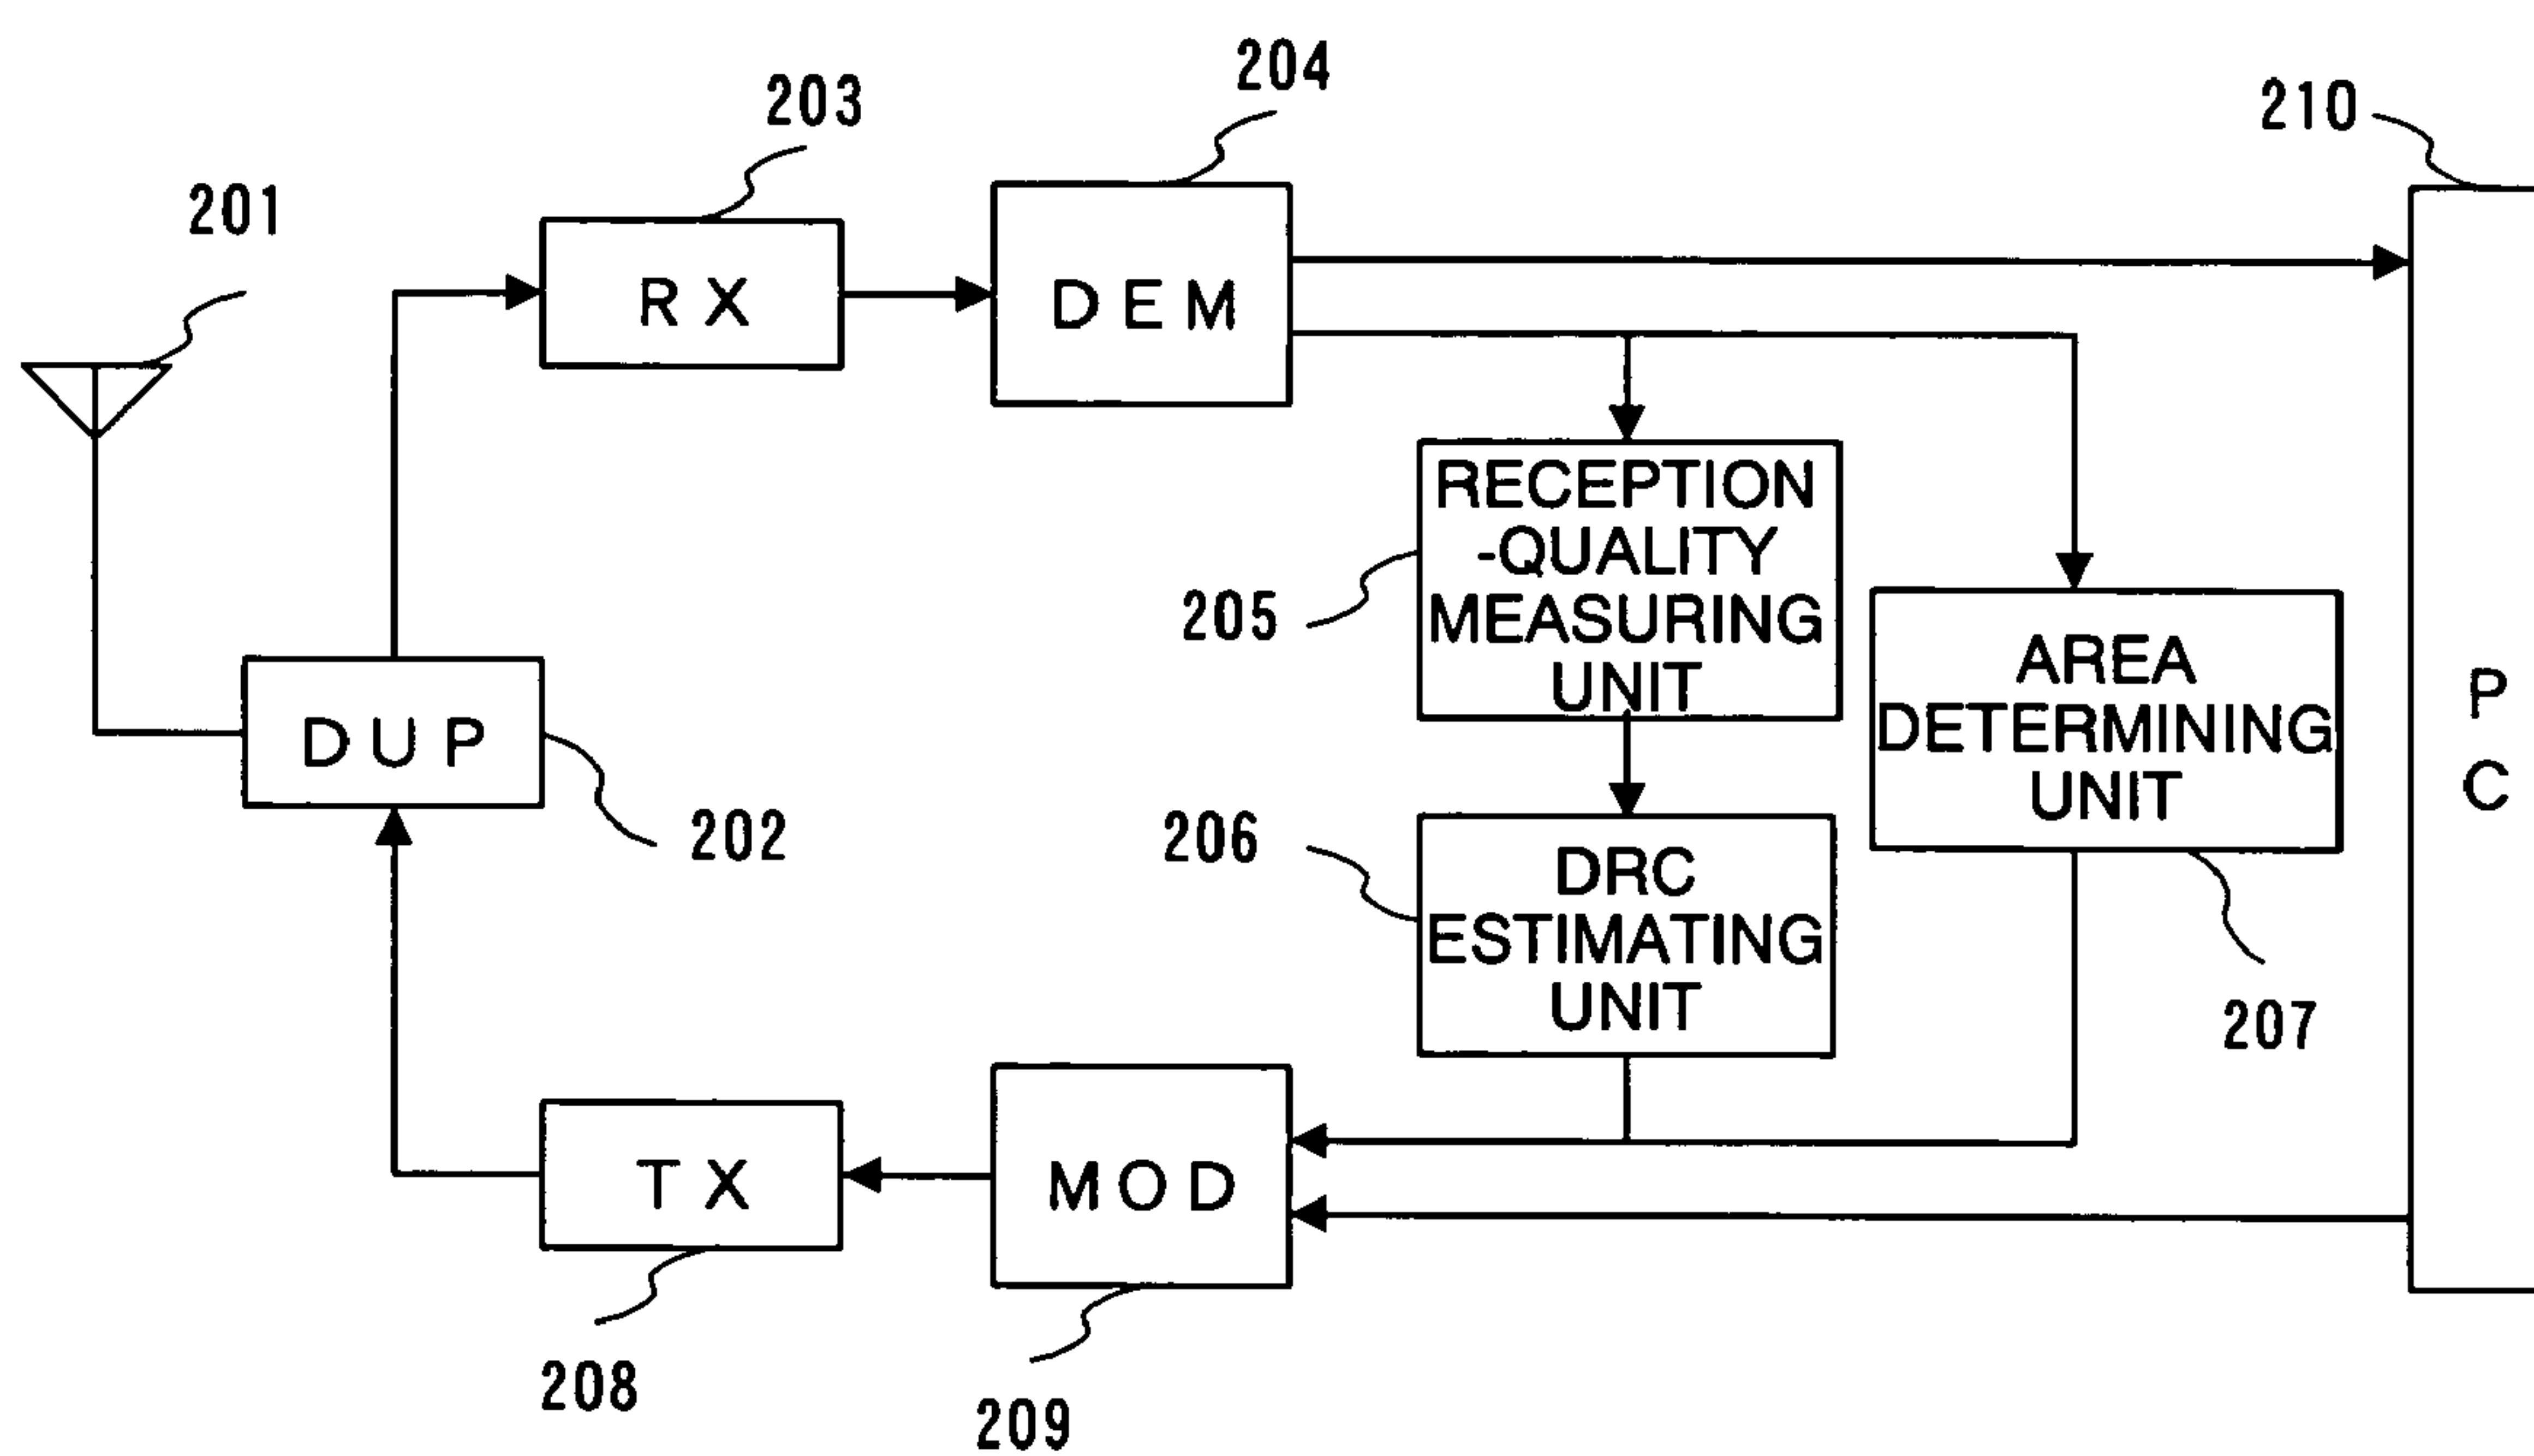 204
203
210
201
RX
DEM
RECEPTION
-QUALITY
MEASURING
UNIT
205
AREA
DETERMINING
UNIT
P
C
DUP
202
206
DRC
ESTIMATING
UNIT
207
TX
MOD
208
209